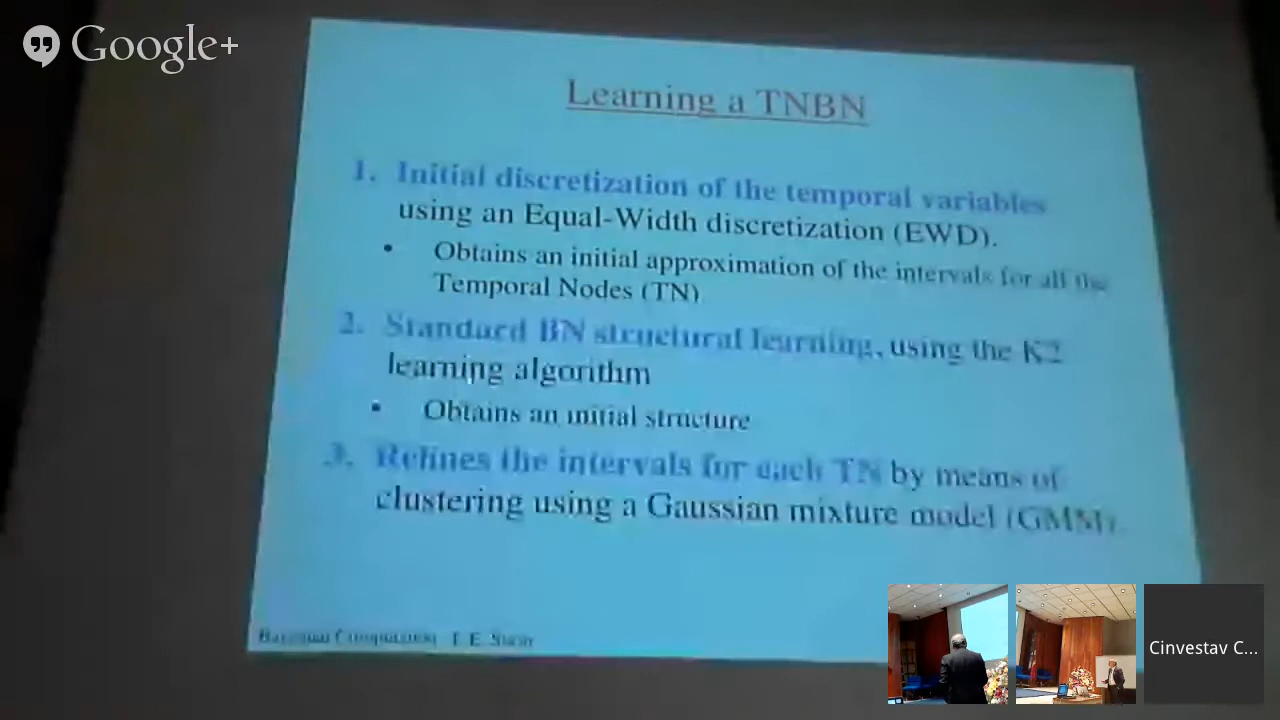 Google+
Learning a TNBN
1. Initial discretization of the temporal variables
using an Equal-Width discretization (EWD).
• Obtains an initial approximation of the intervals for all the
Temporal Nodes (TN)
2. Standard BN structural learning, using the K2
learning algorithm
• Obtains an initial structure
3. Refines the intervals for each TN by means of
clustering using a Gaussian mixture model (GMM).
Bayesian Computation
Cinvestav C...